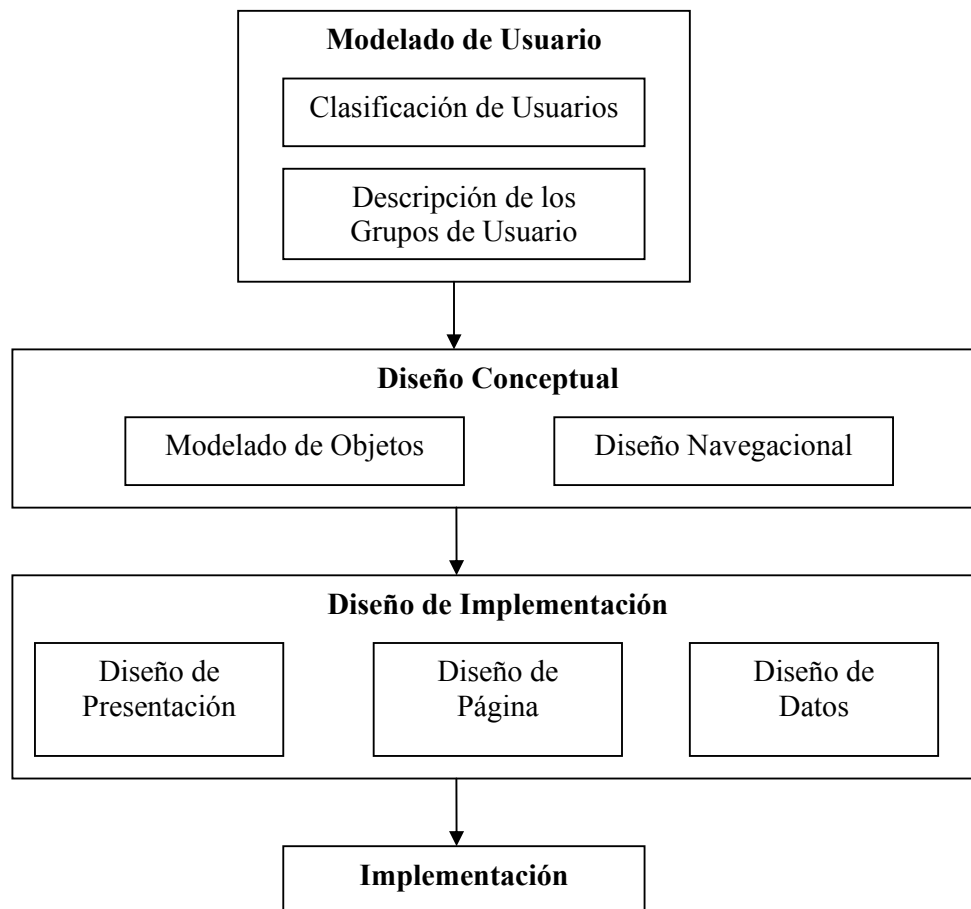 Modelado de Usuario
Clasificación de Usuarios
Descripción de los
Grupos de Usuario
Diseño Conceptual
Modelado de Objetos
Diseño Navegacional
Diseño de Implementación
Diseño de
Presentación
Diseño de
Página
Diseño de
Datos
Implementación